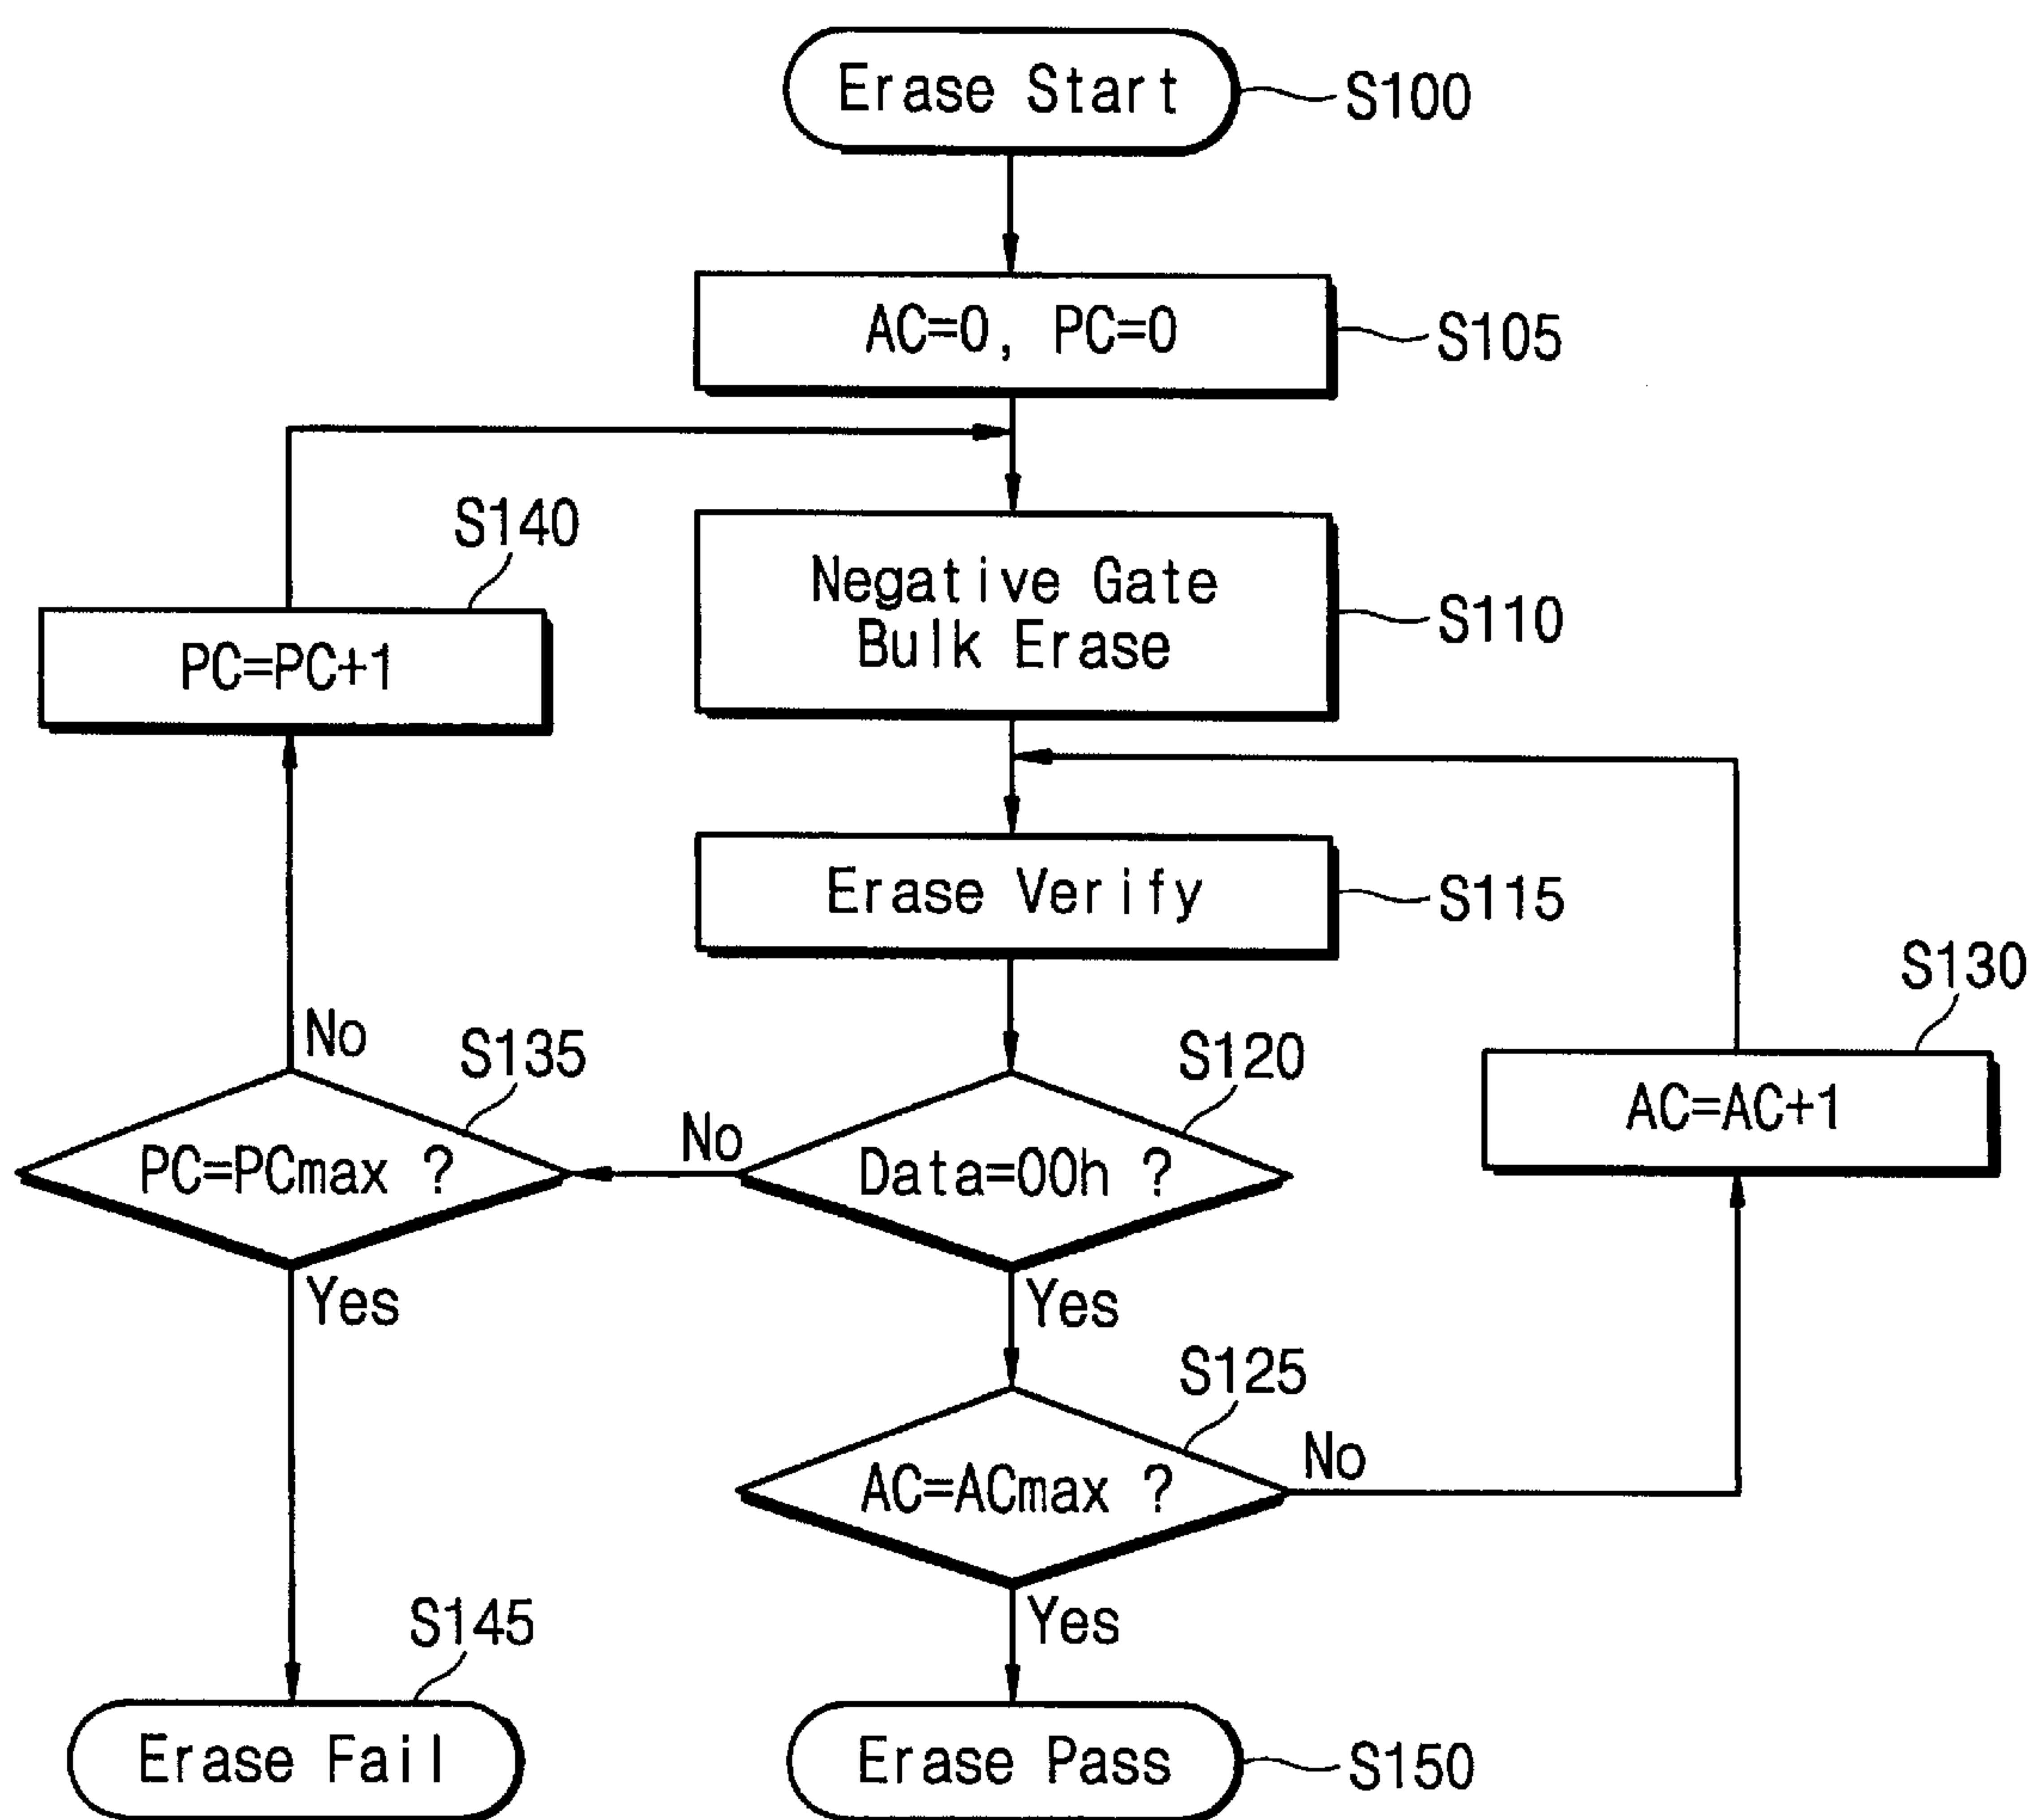 Erase Start
S100
AC=0, PC=0
S105
S140
PC=PC+1
Negative Gate
Bulk Erase
S110
Erase Verify
S115
S130
AC=AC+1
No
S135
PC=PCmax ?
Yes
No
S120
Data=00h ?
Yes
S125
AC=ACmax ?
No
Yes
S145
Erase Fail
Erase Pass
S150